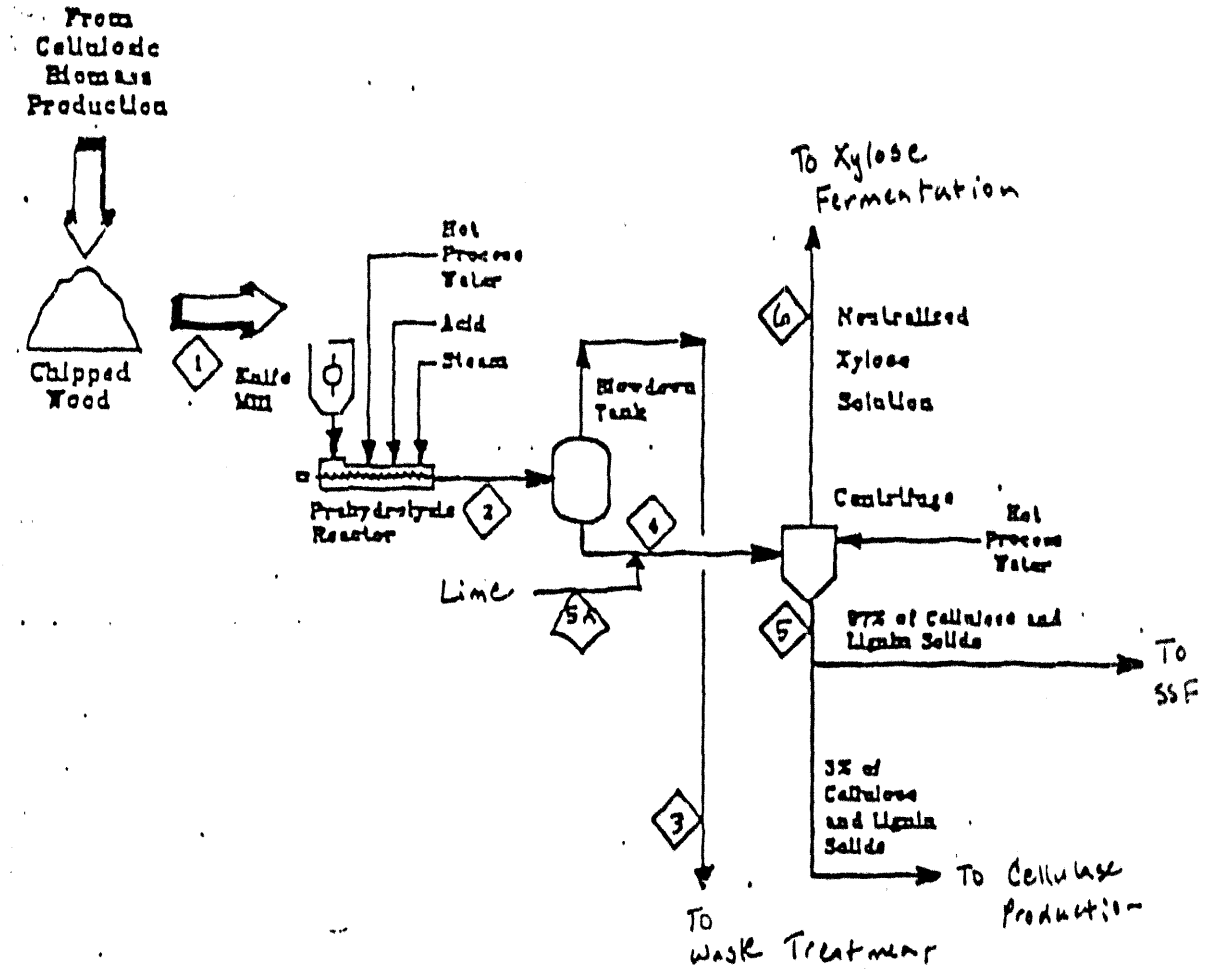 From
Cellulosic
Biomass
Production
Chipped
Wood
1
Knife
Mill
Hot
Process
Water
Acid
Steam
Prehydrolysis
Reactor
2
Blowdown
Tank
4
Lime
5A
3
To
Waste Treatment
To Xylose
Fermentation
6
Neutralized
Xylose
Solution
Centrifuge
Hot
Process
Water
5
97% of Cellulose and
Lignin Solids
To
SSF
3% of
Cellulose
and Lignin
Solids
To Cellulase
Production